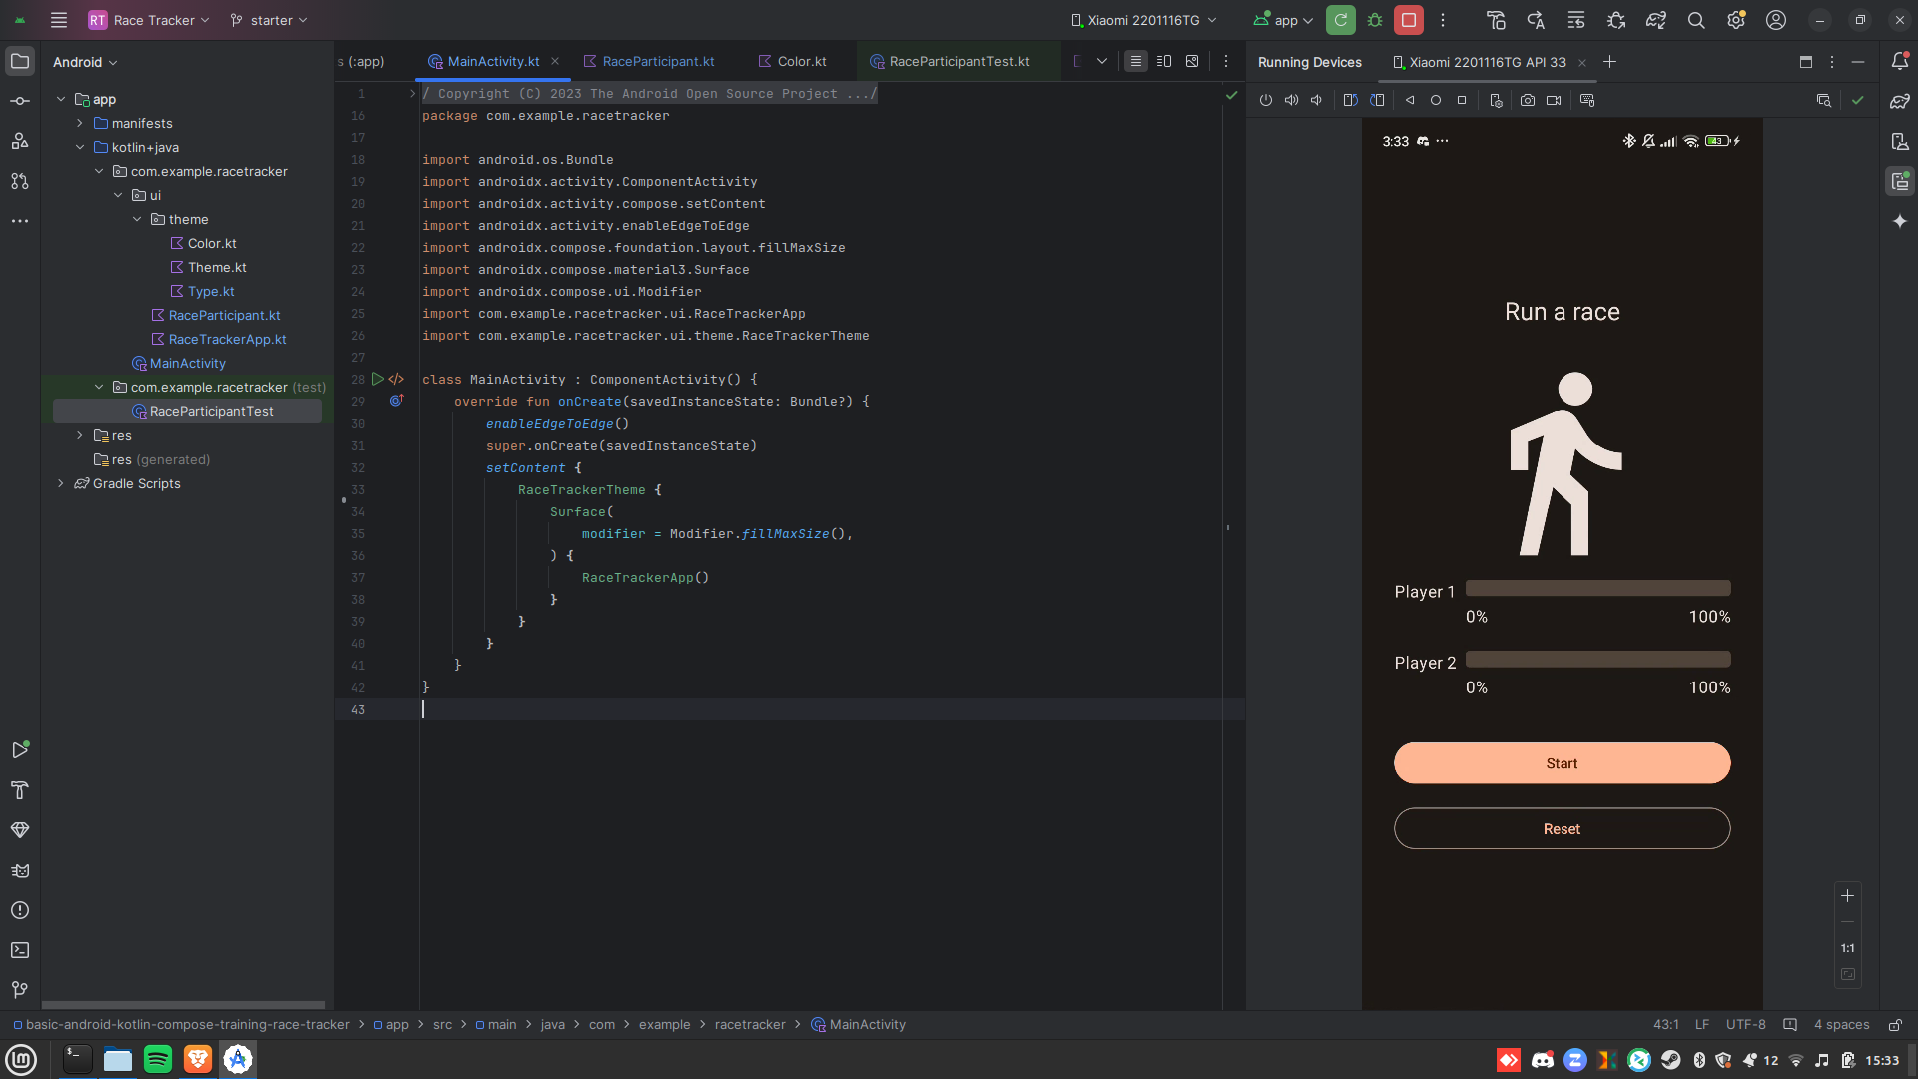 RT Race Tracker starter Xiaomi 2201116TG app
Android
app
manifests
kotlin+java
com.example.racetracker
ui
theme
Color.kt
Theme.kt
Type.kt
RaceParticipant.kt
RaceTrackerApp.kt
MainActivity
com.example.racetracker (test)
RaceParticipantTest
res
res (generated)
Gradle Scripts
s (:app) MainActivity.kt RaceParticipant.kt Color.kt RaceParticipantTest.kt
1 / Copyright (C) 2023 The Android Open Source Project .../
16 package com.example.racetracker
17
18 import android.os.Bundle
19 import androidx.activity.ComponentActivity
20 import androidx.activity.compose.setContent
21 import androidx.activity.enableEdgeToEdge
22 import androidx.compose.foundation.layout.fillMaxSize
23 import androidx.compose.material3.Surface
24 import androidx.compose.ui.Modifier
25 import com.example.racetracker.ui.RaceTrackerApp
26 import com.example.racetracker.ui.theme.RaceTrackerTheme
27
28 class MainActivity : ComponentActivity() {
29 override fun onCreate(savedInstanceState: Bundle?) {
30 enableEdgeToEdge()
31 super.onCreate(savedInstanceState)
32 setContent {
33 RaceTrackerTheme {
34 Surface(
35 modifier = Modifier.fillMaxSize(),
36 ) {
37 RaceTrackerApp()
38 }
39 }
40 }
41 }
42 }
43
Running Devices Xiaomi 2201116TG API 33
3:33 43
Run a race
Player 1
0% 100%
Player 2
0% 100%
Start
Reset
1:1
basic-android-kotlin-compose-training-race-tracker > app > src > main > java > com > example > racetracker > MainActivity
43:1 LF UTF-8 4 spaces
12 15:33